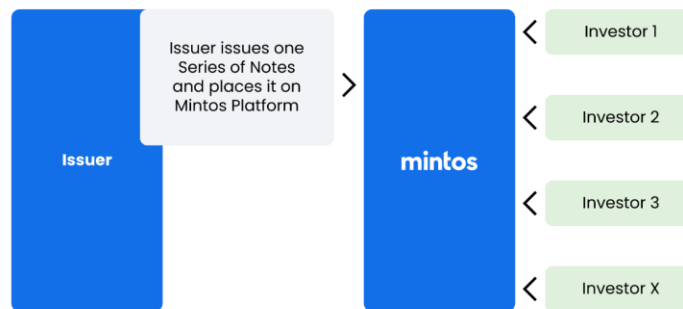 Issuer issues one
Series of Notes
and places it on
Mintos Platform
Issuer
mintos
Investor 1
Investor 2
Investor 3
Investor X